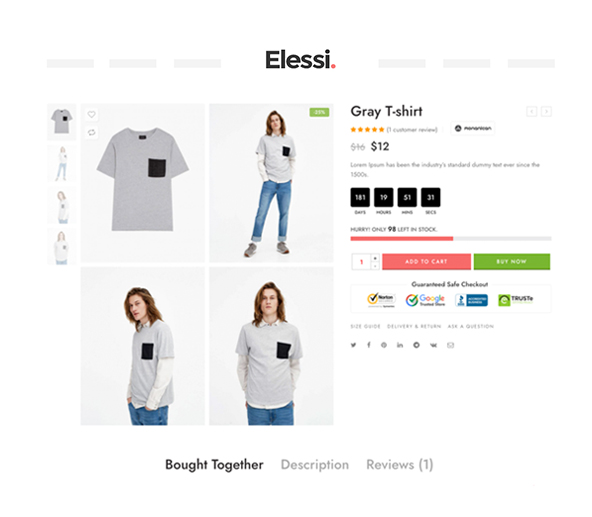 Elessi.
Gray T-shirt
(1 customer review)
$16 $12
Lorem Ipsum has been the industry's standard dummy text ever since the
1500s.
181 19 51 31
DAYS HOURS MINS SECS
HURRY! ONLY 98 LEFT IN STOCK.
1 + - ADD TO CART BUY NOW
Guaranteed Safe Checkout
Norton Google Trusted Store ACCREDITED BUSINESS TRUSTe
SIZE GUIDE DELIVERY & RETURN ASK A QUESTION
Bought Together Description Reviews (1)